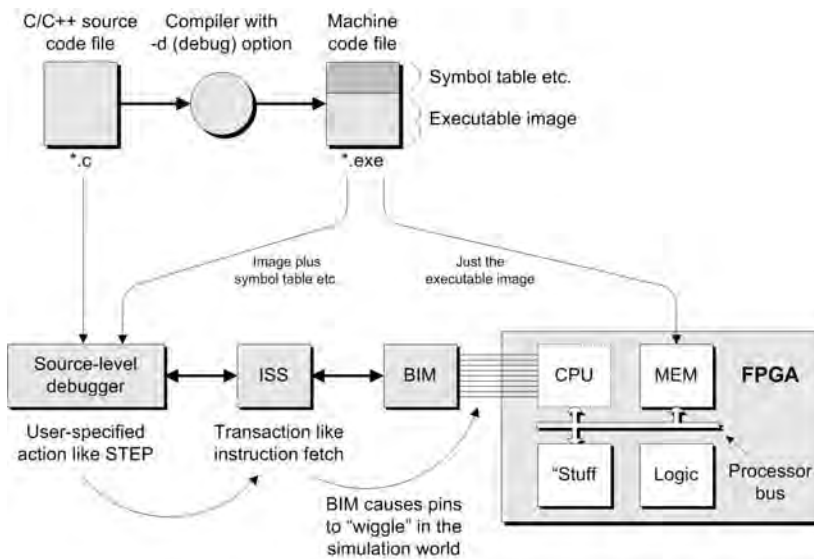 C/C++ source
code file
Compiler with
-d (debug) option
Machine
code file
Symbol table etc.
Executable image
*.c
*.exe
Image plus
symbol table etc.
Just the
executable image
Source-level
debugger
ISS
BIM
CPU
MEM
FPGA
User-specified
action like STEP
Transaction like
instruction fetch
"Stuff
Logic
Processor
bus
BIM causes pins
to "wiggle" in the
simulation world